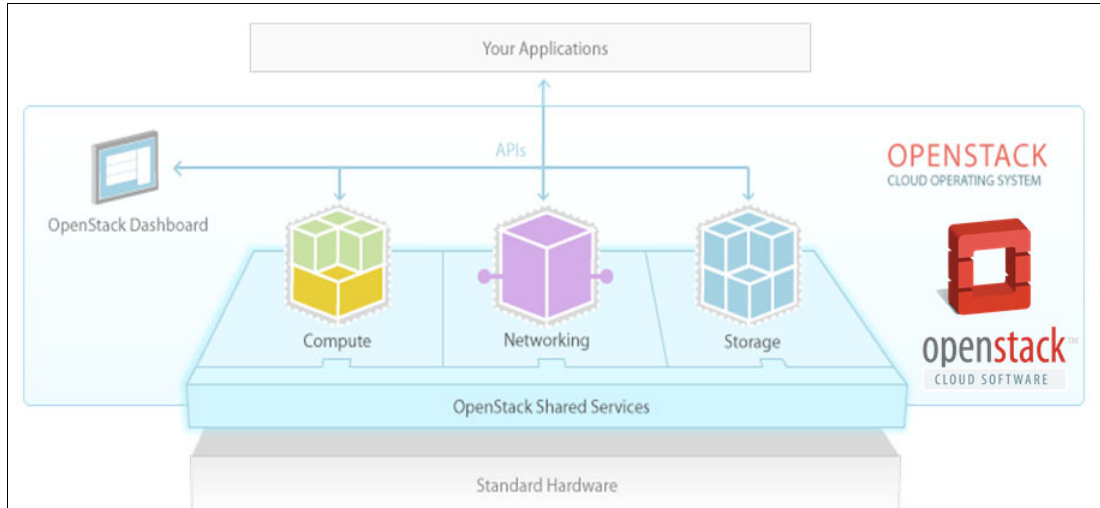 Your Applications
APIs
OPENSTACK
CLOUD OPERATING SYSTEM
OpenStack Dashboard
Compute
Networking
Storage
openstack™
CLOUD SOFTWARE
OpenStack Shared Services
Standard Hardware